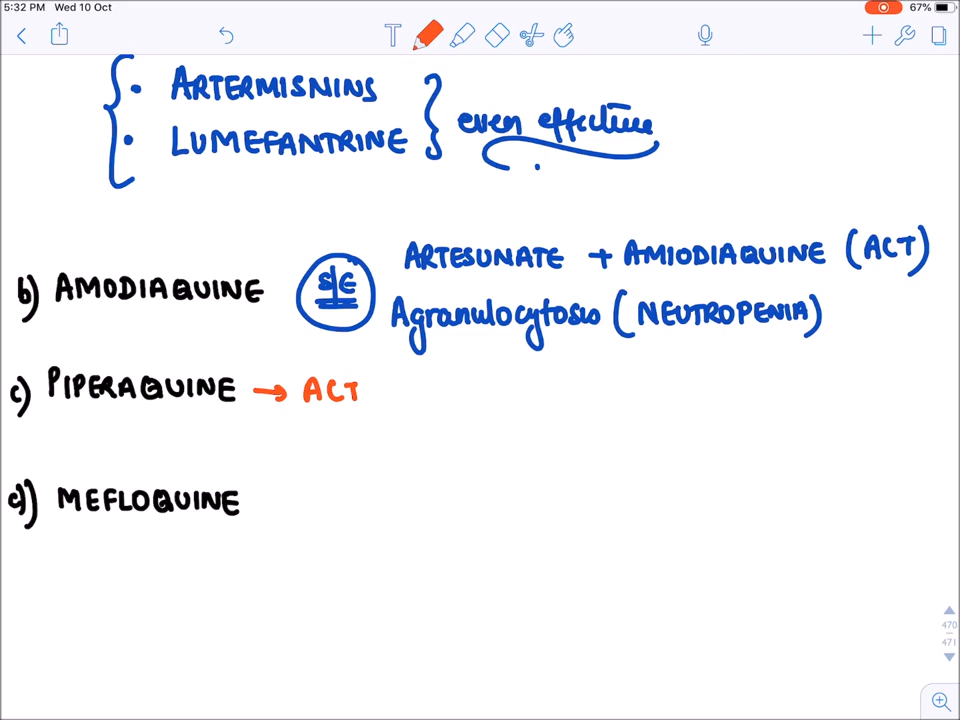 5:32 PM Wed 10 Oct 67%
T
• ARTERMISNINS
• LUMEFANTRINE
even effective
ARTESUNATE + AMIODIAQUINE (ACT)
b) AMODIAQUINE S/E
Agranulocytosis (NEUTROPENIA)
c) PIPERAQUINE → ACT
d) MEFLOQUINE
470
471